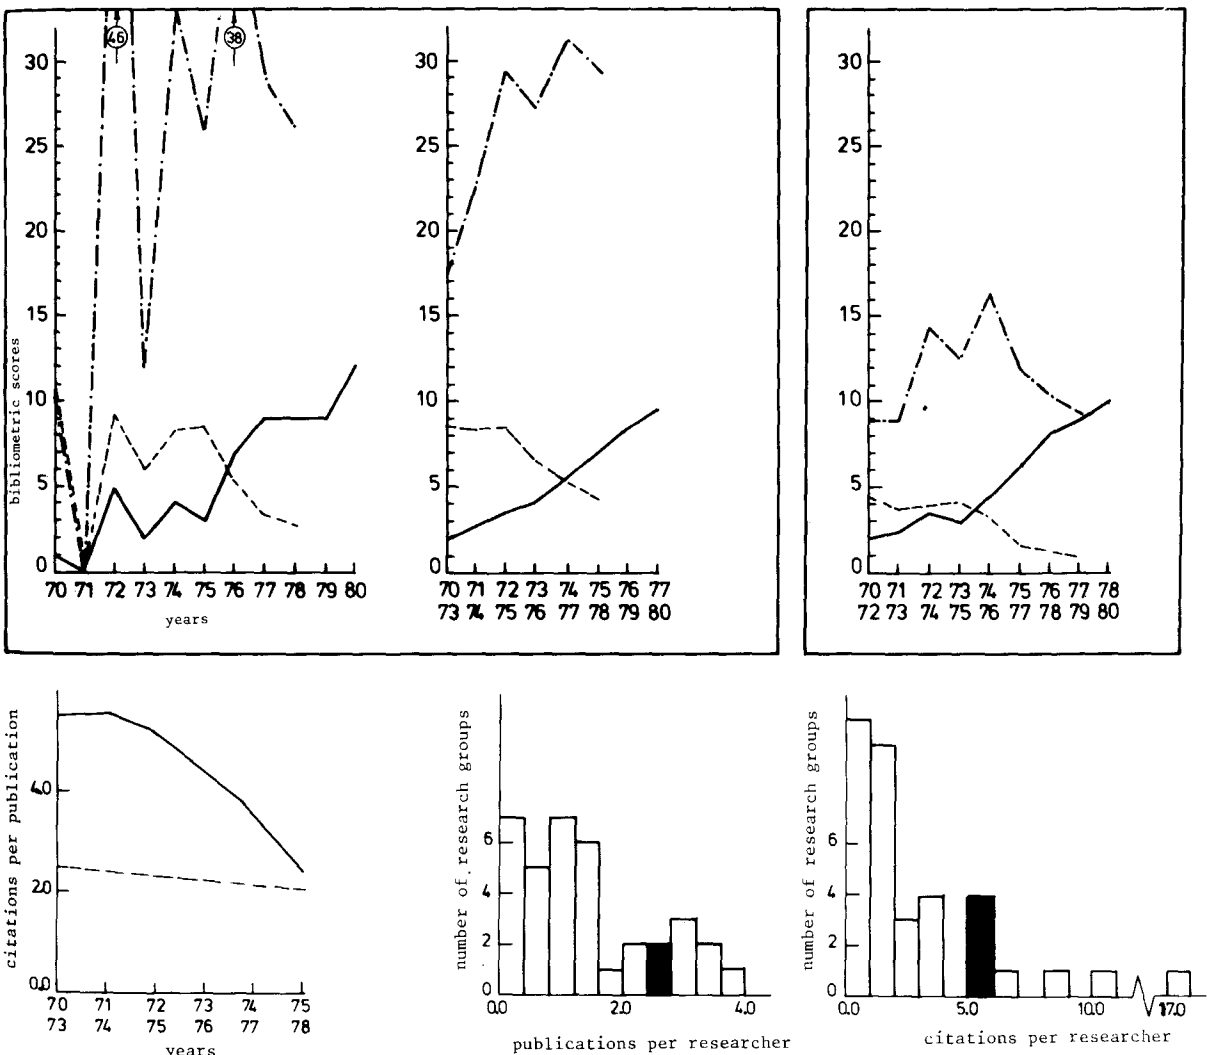 bibliometric scores
30
25
20
15
10
5
0
46
38
70 71 72 73 74 75 76 77 78 79 80
years
30
25
20
15
10
5
0
70 71 72 73 74 75 76 77
73 74 75 76 77 78 79 80
30
25
20
15
10
5
0
70 71 72 73 74 75 76 77 78
72 73 74 75 76 77 78 79 80
citations per publication
4.0
2.0
0.0
70 71 72 73 74 75
73 74 75 76 77 78
years
number of research groups
6
4
2
0
0.0 2.0 4.0
publications per researcher
number of research groups
6
4
2
0
0.0 5.0 10.0 17.0
citations per researcher